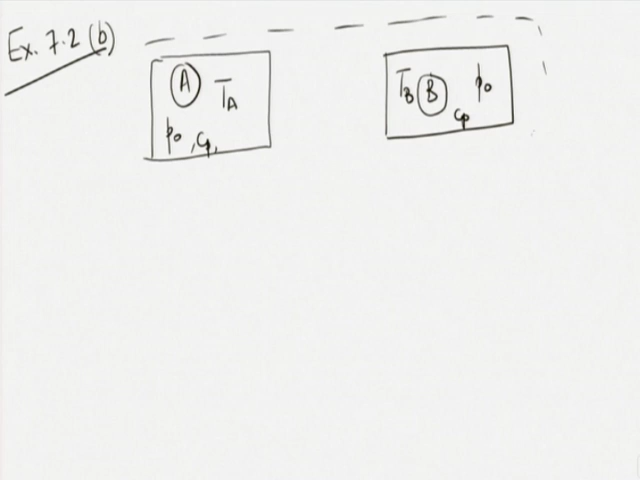 Ex. 7.2 (b)
A T_A
p_0, c_p,
T_B B p_0
c_p